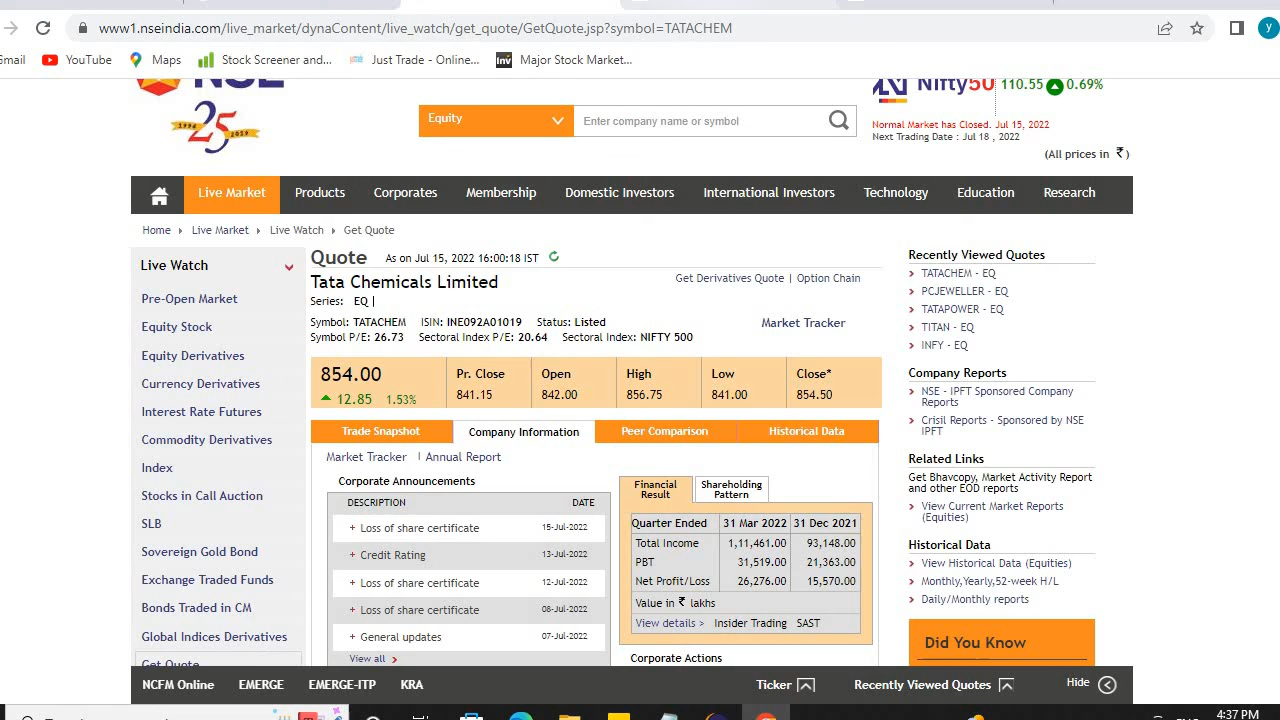 www1.nseindia.com/live_market/dynaContent/live_watch/get_quote/GetQuote.jsp?symbol=TATACHEM
y
Gmail YouTube Maps Stock Screener and... Just Trade - Online... Inv Major Stock Market...
NSE
Nifty50 110.55 0.69%
25
1994 2019
Equity
Enter company name or symbol
Normal Market has Closed. Jul 15, 2022
Next Trading Date : Jul 18 , 2022
(All prices in ₹)
Live Market Products Corporates Membership Domestic Investors International Investors Technology Education Research
Home Live Market Live Watch Get Quote
Live Watch
Pre-Open Market
Equity Stock
Equity Derivatives
Currency Derivatives
Interest Rate Futures
Commodity Derivatives
Index
Stocks in Call Auction
SLB
Sovereign Gold Bond
Exchange Traded Funds
Bonds Traded in CM
Global Indices Derivatives
Get Quote
Quote As on Jul 15, 2022 16:00:18 IST
Tata Chemicals Limited
Get Derivatives Quote | Option Chain
Series: EQ |
Symbol: TATACHEM ISIN: INE092A01019 Status: Listed
Market Tracker
Symbol P/E: 26.73 Sectoral Index P/E: 20.64 Sectoral Index: NIFTY 500
854.00 Pr. Close Open High Low Close*
12.85 1.53% 841.15 842.00 856.75 841.00 854.50
Trade Snapshot Company Information Peer Comparison Historical Data
Market Tracker | Annual Report
Corporate Announcements
DESCRIPTION DATE
+ Loss of share certificate 15-Jul-2022
+ Credit Rating 13-Jul-2022
+ Loss of share certificate 12-Jul-2022
+ Loss of share certificate 08-Jul-2022
+ General updates 07-Jul-2022
View all >
Financial Result Shareholding Pattern
Quarter Ended 31 Mar 2022 31 Dec 2021
Total Income 1,11,461.00 93,148.00
PBT 31,519.00 21,363.00
Net Profit/Loss 26,276.00 15,570.00
Value in ₹ lakhs
View details > Insider Trading SAST
Corporate Actions
Recently Viewed Quotes
TATACHEM - EQ
PCJEWELLER - EQ
TATAPOWER - EQ
TITAN - EQ
INFY - EQ
Company Reports
NSE - IPFT Sponsored Company
Reports
Crisil Reports - Sponsored by NSE
IPFT
Related Links
Get Bhavcopy, Market Activity Report
and other EOD reports
View Current Market Reports
(Equities)
Historical Data
View Historical Data (Equities)
Monthly,Yearly,52-week H/L
Daily/Monthly reports
Did You Know
NCFM Online EMERGE EMERGE-ITP KRA Ticker Recently Viewed Quotes Hide
4:37 PM